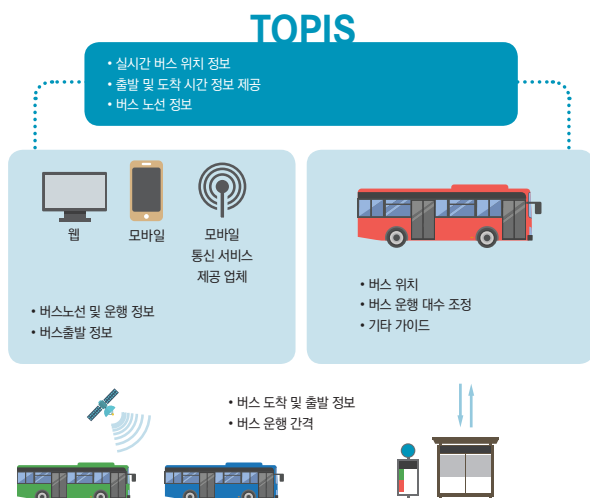 TOPIS
• 실시간 버스 위치 정보
• 출발 및 도착 시간 정보 제공
• 버스 노선 정보
웹
모바일
모바일
통신 서비스
제공 업체
• 버스노선 및 운행 정보
• 버스출발 정보
• 버스 위치
• 버스 운행 대수 조정
• 기타 가이드
• 버스 도착 및 출발 정보
• 버스 운행 간격